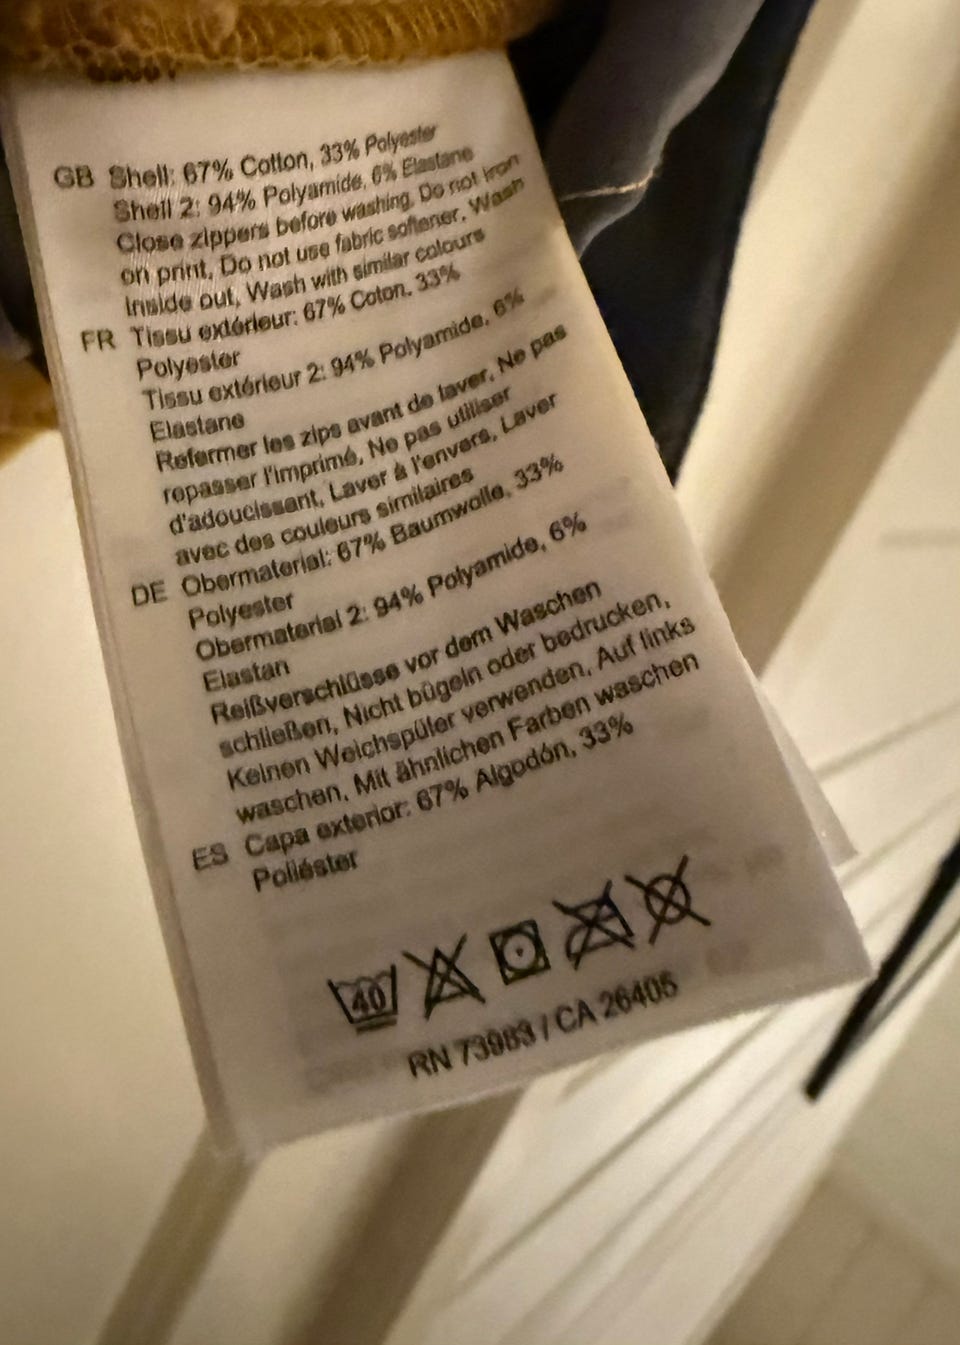 GB Shell: 67% Cotton, 33% Polyester
Shell 2: 94% Polyamide, 6% Elastane
Close zippers before washing, Do not iron
on print, Do not use fabric softener, Wash
inside out, Wash with similar colours
FR Tissu extérieur: 67% Coton, 33%
Polyester
Tissu extérieur 2: 94% Polyamide, 6%
Elastane
Refermer les zips avant de laver, Ne pas
repasser l'imprimé, Ne pas utiliser
d'adoucissant, Laver à l'envers, Laver
avec des couleurs similaires
DE Obermaterial: 67% Baumwolle, 33%
Polyester
Obermaterial 2: 94% Polyamide, 6%
Elastan
Reißverschlüsse vor dem Waschen
schließen, Nicht bügeln oder bedrucken,
Keinen Weichspüler verwenden, Auf links
waschen, Mit ähnlichen Farben waschen
ES Capa exterior: 67% Algodón, 33%
Poliéster
40
RN 73983 / CA 26405